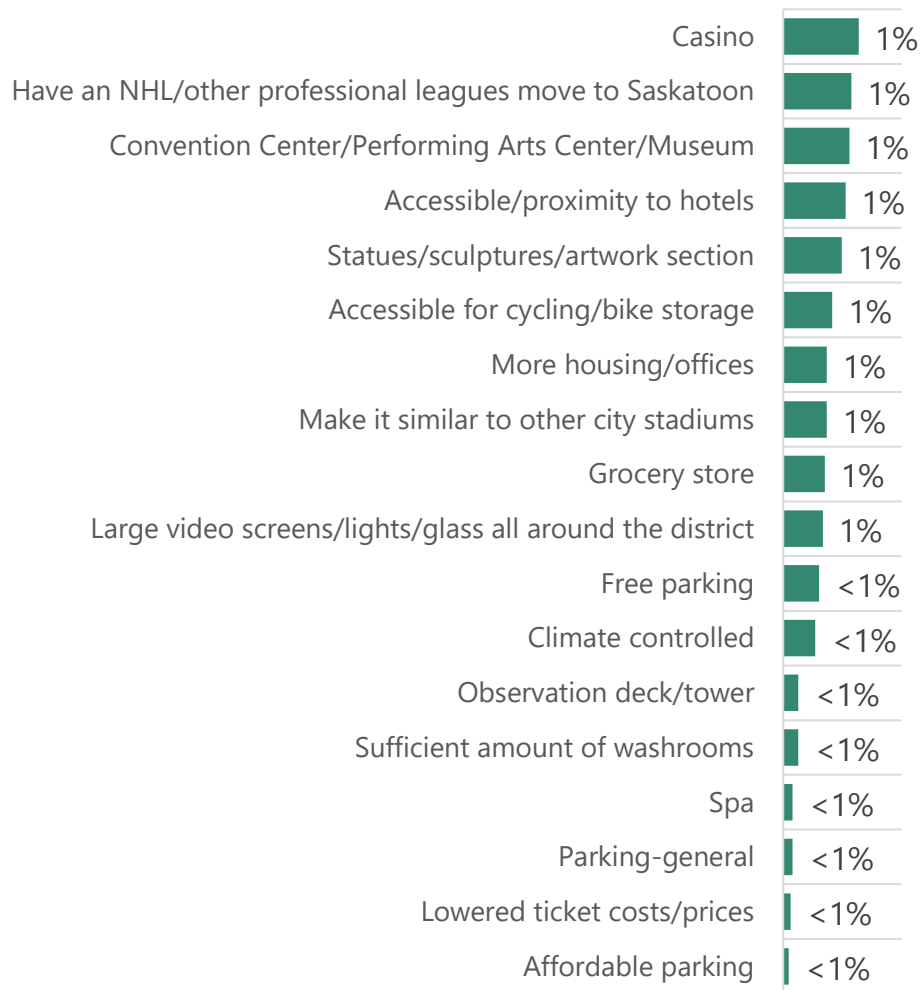 Casino 1%
Have an NHL/other professional leagues move to Saskatoon 1%
Convention Center/Performing Arts Center/Museum 1%
Accessible/proximity to hotels 1%
Statues/sculptures/artwork section 1%
Accessible for cycling/bike storage 1%
More housing/offices 1%
Make it similar to other city stadiums 1%
Grocery store 1%
Large video screens/lights/glass all around the district 1%
Free parking <1%
Climate controlled <1%
Observation deck/tower <1%
Sufficient amount of washrooms <1%
Spa <1%
Parking-general <1%
Lowered ticket costs/prices <1%
Affordable parking <1%